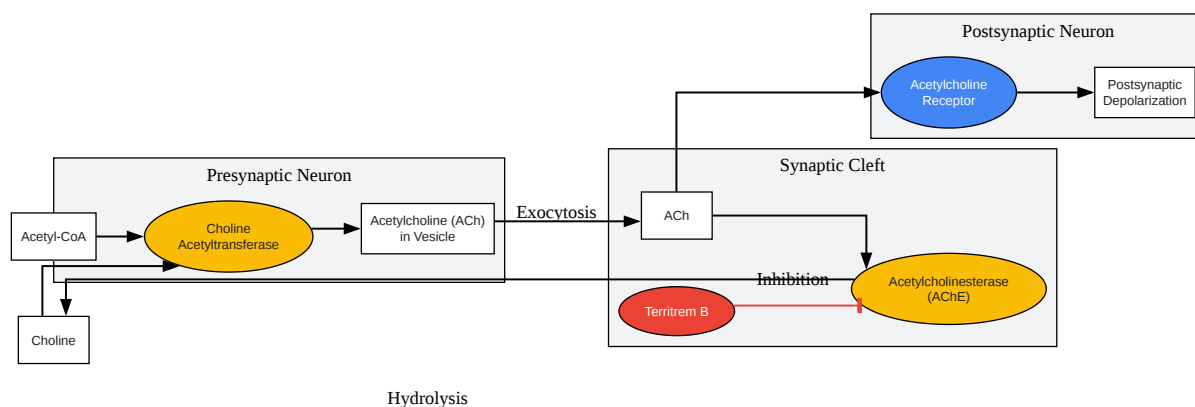 Postsynaptic Neuron
Acetylcholine
Receptor
Postsynaptic
Depolarization
Presynaptic Neuron
Synaptic Cleft
Acetyl-CoA
Choline
Acetyltransferase
Acetylcholine (ACh)
in Vesicle
Exocytosis
ACh
Inhibition
Acetylcholinesterase
(AChE)
Territrem B
Choline
Hydrolysis